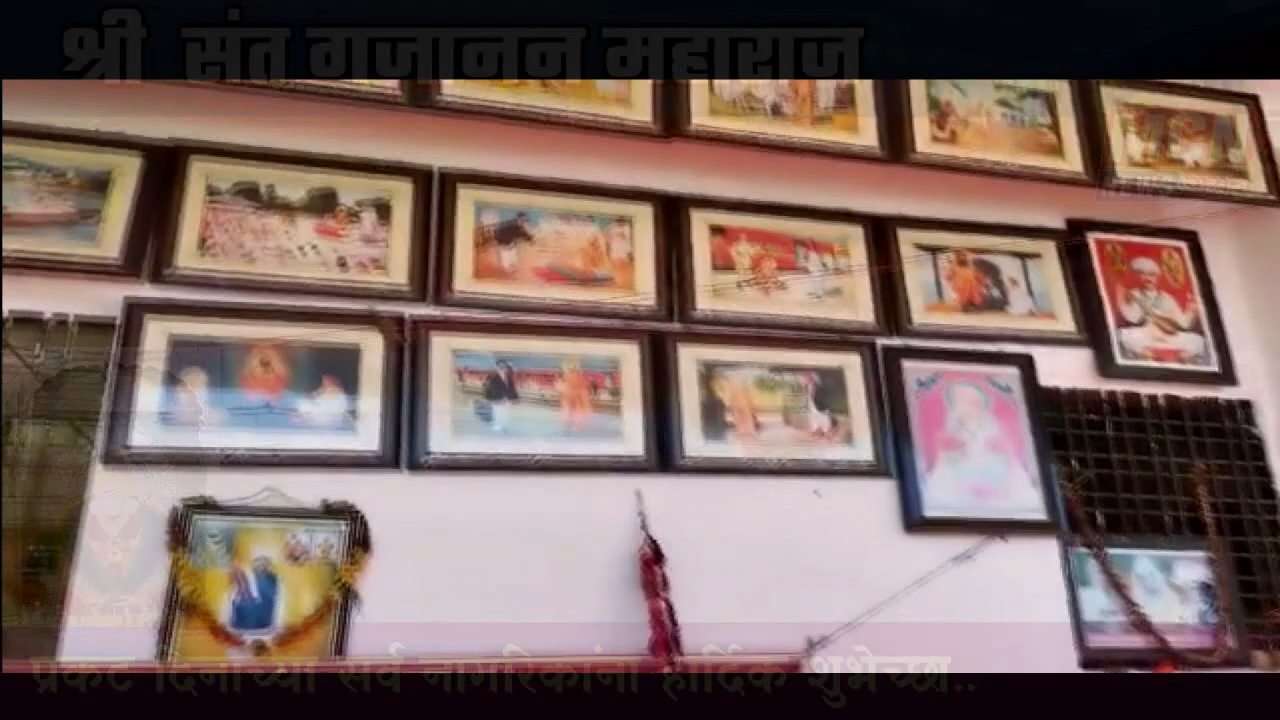 श्री संत गजानन महाराज
प्रकट दिनाच्या सर्व नागरिकांना हार्दिक शुभेच्छा..